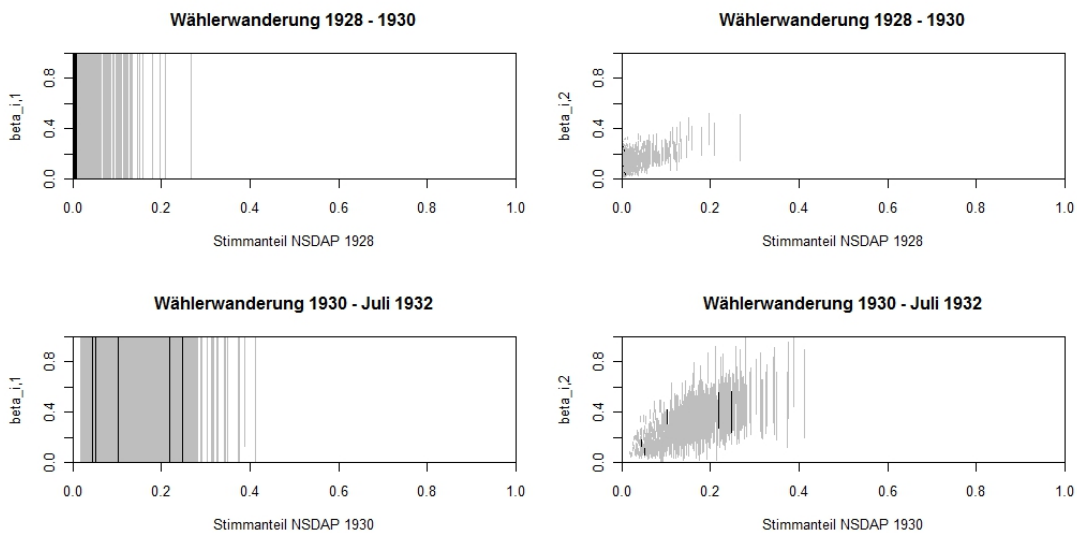 Wählerwanderung 1928 - 1930
beta_i,1
0.0 0.4 0.8
0.0 0.2 0.4 0.6 0.8 1.0
Stimmanteil NSDAP 1928
Wählerwanderung 1928 - 1930
beta_i,2
0.0 0.4 0.8
0.0 0.2 0.4 0.6 0.8 1.0
Stimmanteil NSDAP 1928
Wählerwanderung 1930 - Juli 1932
beta_i,1
0.0 0.4 0.8
0.0 0.2 0.4 0.6 0.8 1.0
Stimmanteil NSDAP 1930
Wählerwanderung 1930 - Juli 1932
beta_i,2
0.0 0.4 0.8
0.0 0.2 0.4 0.6 0.8 1.0
Stimmanteil NSDAP 1930